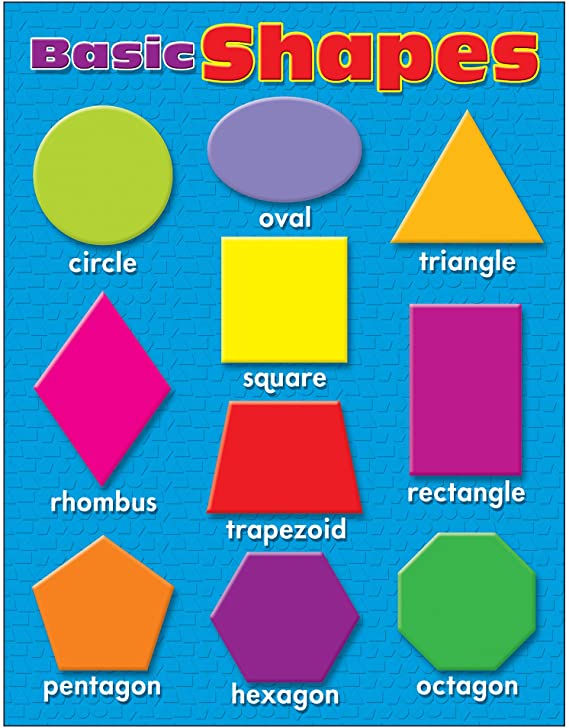 Basic Shapes
circle
oval
triangle
square
rhombus
rectangle
trapezoid
pentagon
hexagon
octagon